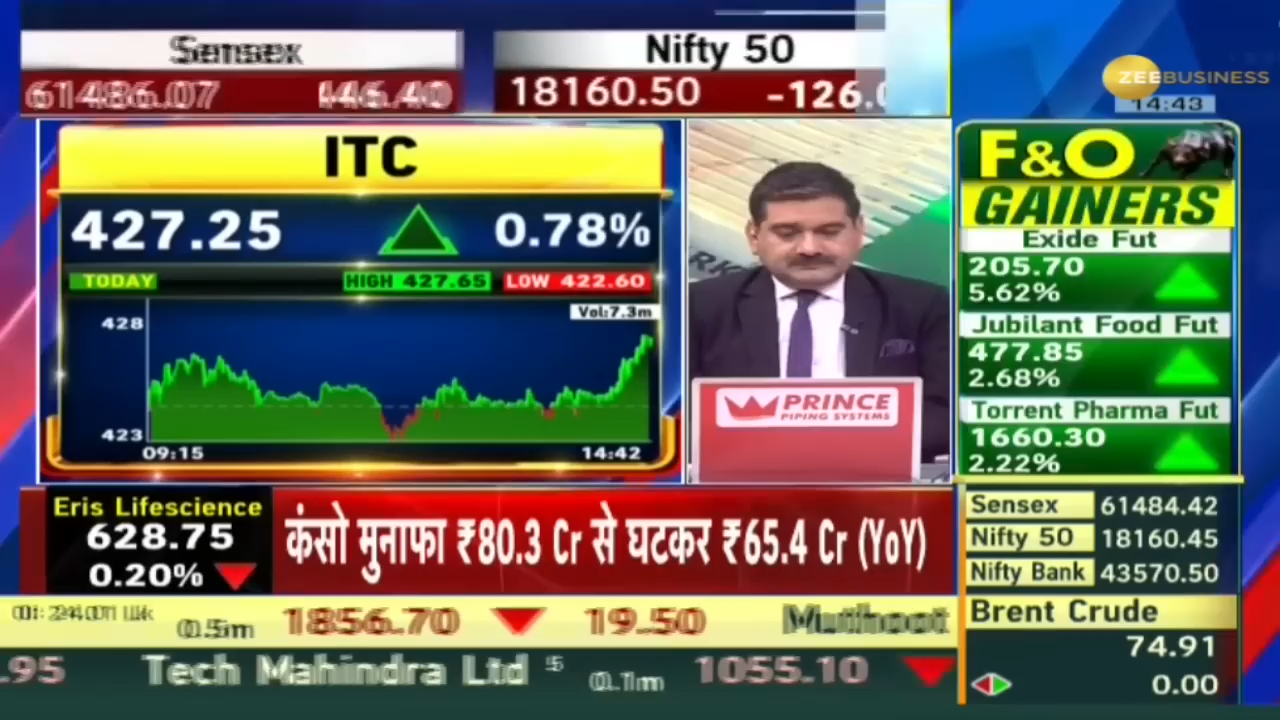 Sensex
Nifty 50
18160.50
ZEEBUSINESS
14:43
ITC
427.25 0.78%
TODAY HIGH 427.65 LOW 422.60
Vol:7.3m
428
423
09:15 14:42
PRINCE
PIPING SYSTEMS
F&O
GAINERS
Exide Fut
205.70
5.62%
Jubilant Food Fut
477.85
2.68%
Torrent Pharma Fut
1660.30
2.22%
Eris Lifescience
628.75
0.20%
कंसो मुनाफा ₹80.3 Cr से घटकर ₹65.4 Cr (YoY)
Sensex 61484.42
Nifty 50 18160.45
Nifty Bank 43570.50
Brent Crude
74.91
0.00
0.5m 1856.70 19.50 Muthoot
.95 Tech Mahindra Ltd 0.1m 1055.10